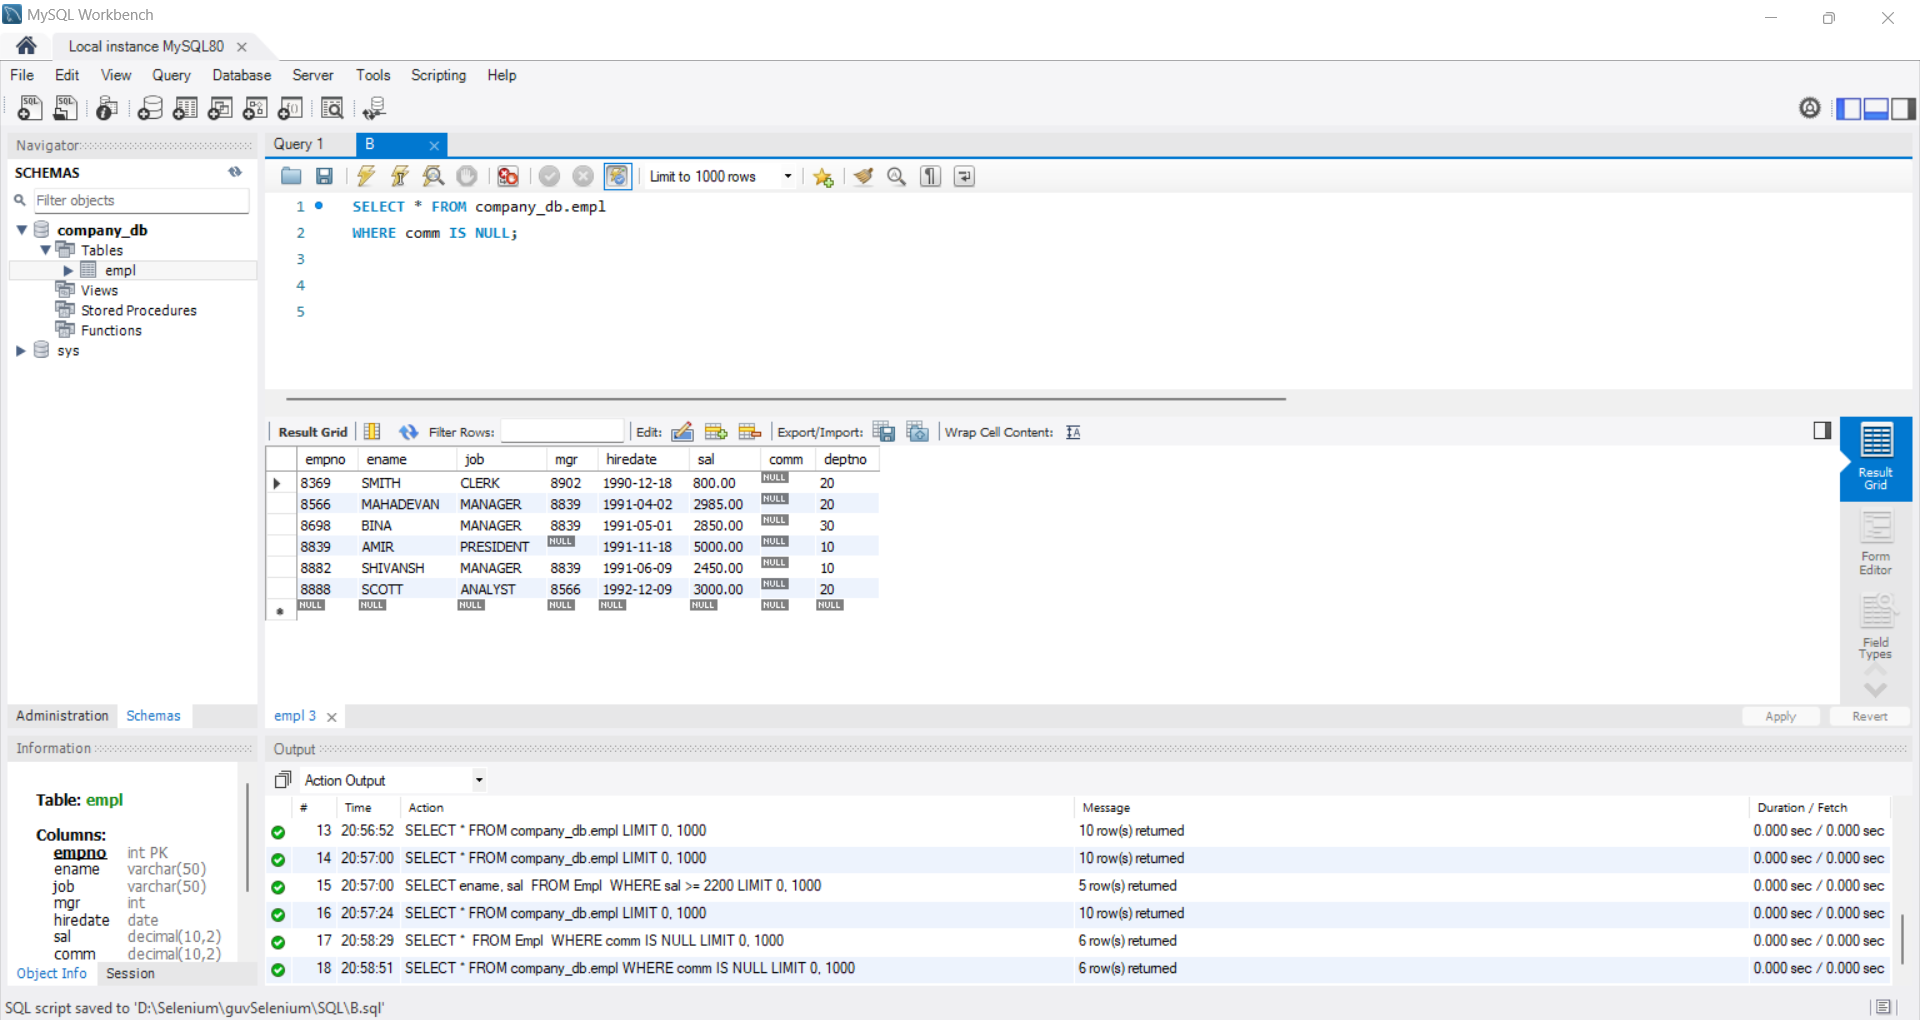 MySQL Workbench
Local instance MySQL80
File Edit View Query Database Server Tools Scripting Help
Navigator
SCHEMAS
Filter objects
company_db
Tables
empl
Views
Stored Procedures
Functions
sys
Administration Schemas
Information
Table: empl
Columns:
empno int PK
ename varchar(50)
job varchar(50)
mgr int
hiredate date
sal decimal(10,2)
comm decimal(10,2)
Object Info Session
Query 1 B
Limit to 1000 rows
1 SELECT * FROM company_db.empl
2 WHERE comm IS NULL;
3
4
5
Result Grid Filter Rows: Edit: Export/Import: Wrap Cell Content:
empno ename job mgr hiredate sal comm deptno
8369 SMITH CLERK 8902 1990-12-18 800.00 NULL 20
8566 MAHADEVAN MANAGER 8839 1991-04-02 2985.00 NULL 20
8698 BINA MANAGER 8839 1991-05-01 2850.00 NULL 30
8839 AMIR PRESIDENT NULL 1991-11-18 5000.00 NULL 10
8882 SHIVANSH MANAGER 8839 1991-06-09 2450.00 NULL 10
8888 SCOTT ANALYST 8566 1992-12-09 3000.00 NULL 20
NULL NULL NULL NULL NULL NULL NULL NULL
Result
Grid
Form
Editor
Field
Types
empl 3
Apply Revert
Output
Action Output
# Time Action Message Duration / Fetch
13 20:56:52 SELECT * FROM company_db.empl LIMIT 0, 1000 10 row(s) returned 0.000 sec / 0.000 sec
14 20:57:00 SELECT * FROM company_db.empl LIMIT 0, 1000 10 row(s) returned 0.000 sec / 0.000 sec
15 20:57:00 SELECT ename, sal FROM Empl WHERE sal >= 2200 LIMIT 0, 1000 5 row(s) returned 0.000 sec / 0.000 sec
16 20:57:24 SELECT * FROM company_db.empl LIMIT 0, 1000 10 row(s) returned 0.000 sec / 0.000 sec
17 20:58:29 SELECT * FROM Empl WHERE comm IS NULL LIMIT 0, 1000 6 row(s) returned 0.000 sec / 0.000 sec
18 20:58:51 SELECT * FROM company_db.empl WHERE comm IS NULL LIMIT 0, 1000 6 row(s) returned 0.000 sec / 0.000 sec
SQL script saved to 'D:\Selenium\guvSelenium\SQL\B.sql'